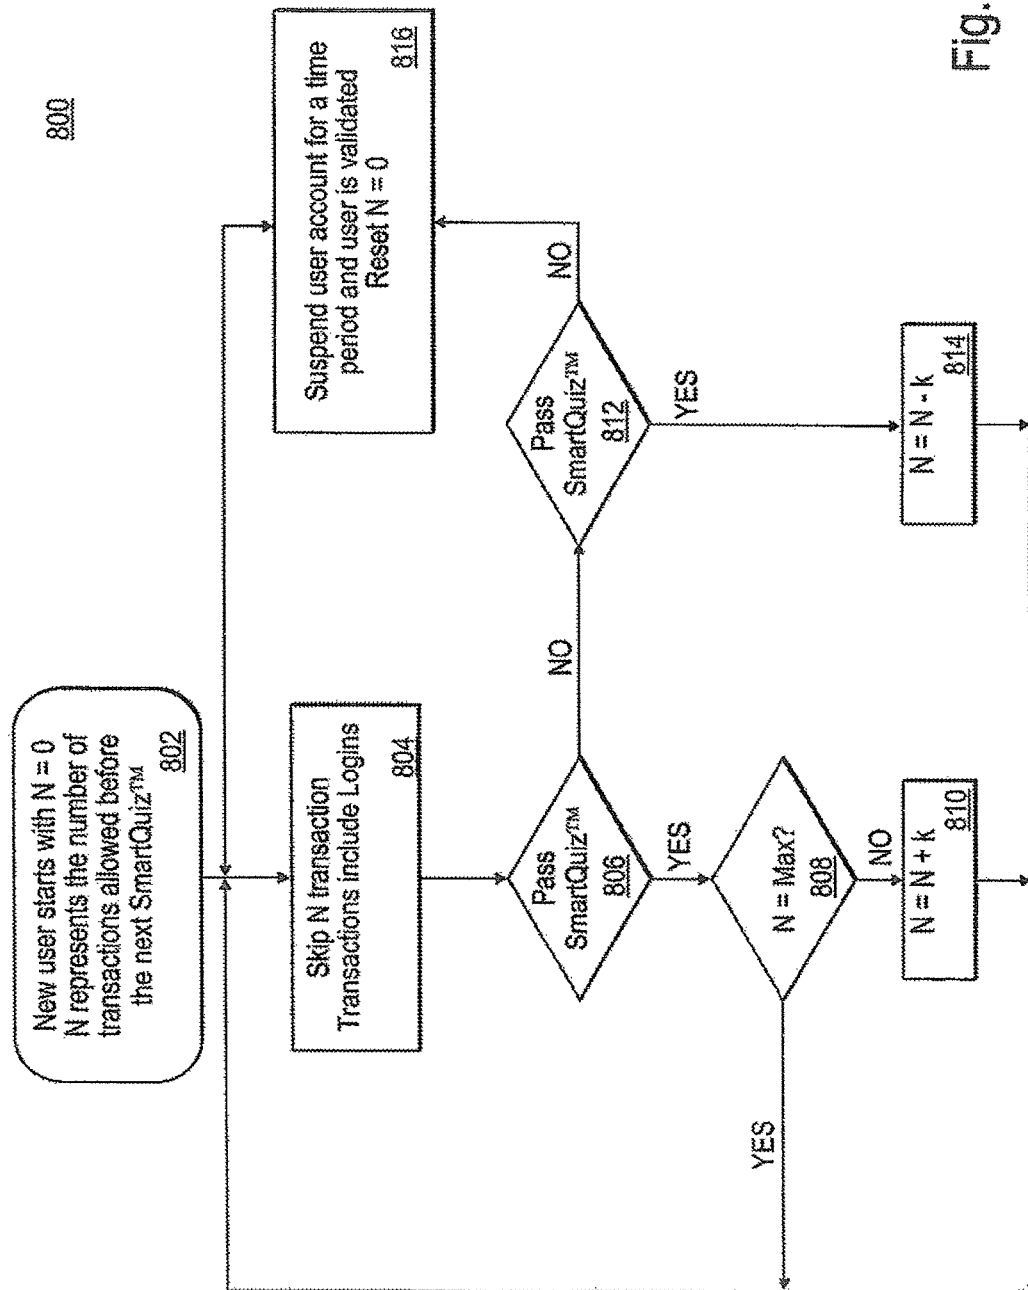 800
New user starts with N = 0
N represents the number of
transactions allowed before
the next SmartQuiz™
802
Skip N transaction
Transactions Include Logins
804
Pass
SmartQuiz™
806
NO
YES
Pass
SmartQuiz™
812
NO
YES
Suspend user account for a time
period and user is validated
Reset N = 0
816
N = Max?
808
YES
NO
N = N + k
810
N = N - k
814
Fig.